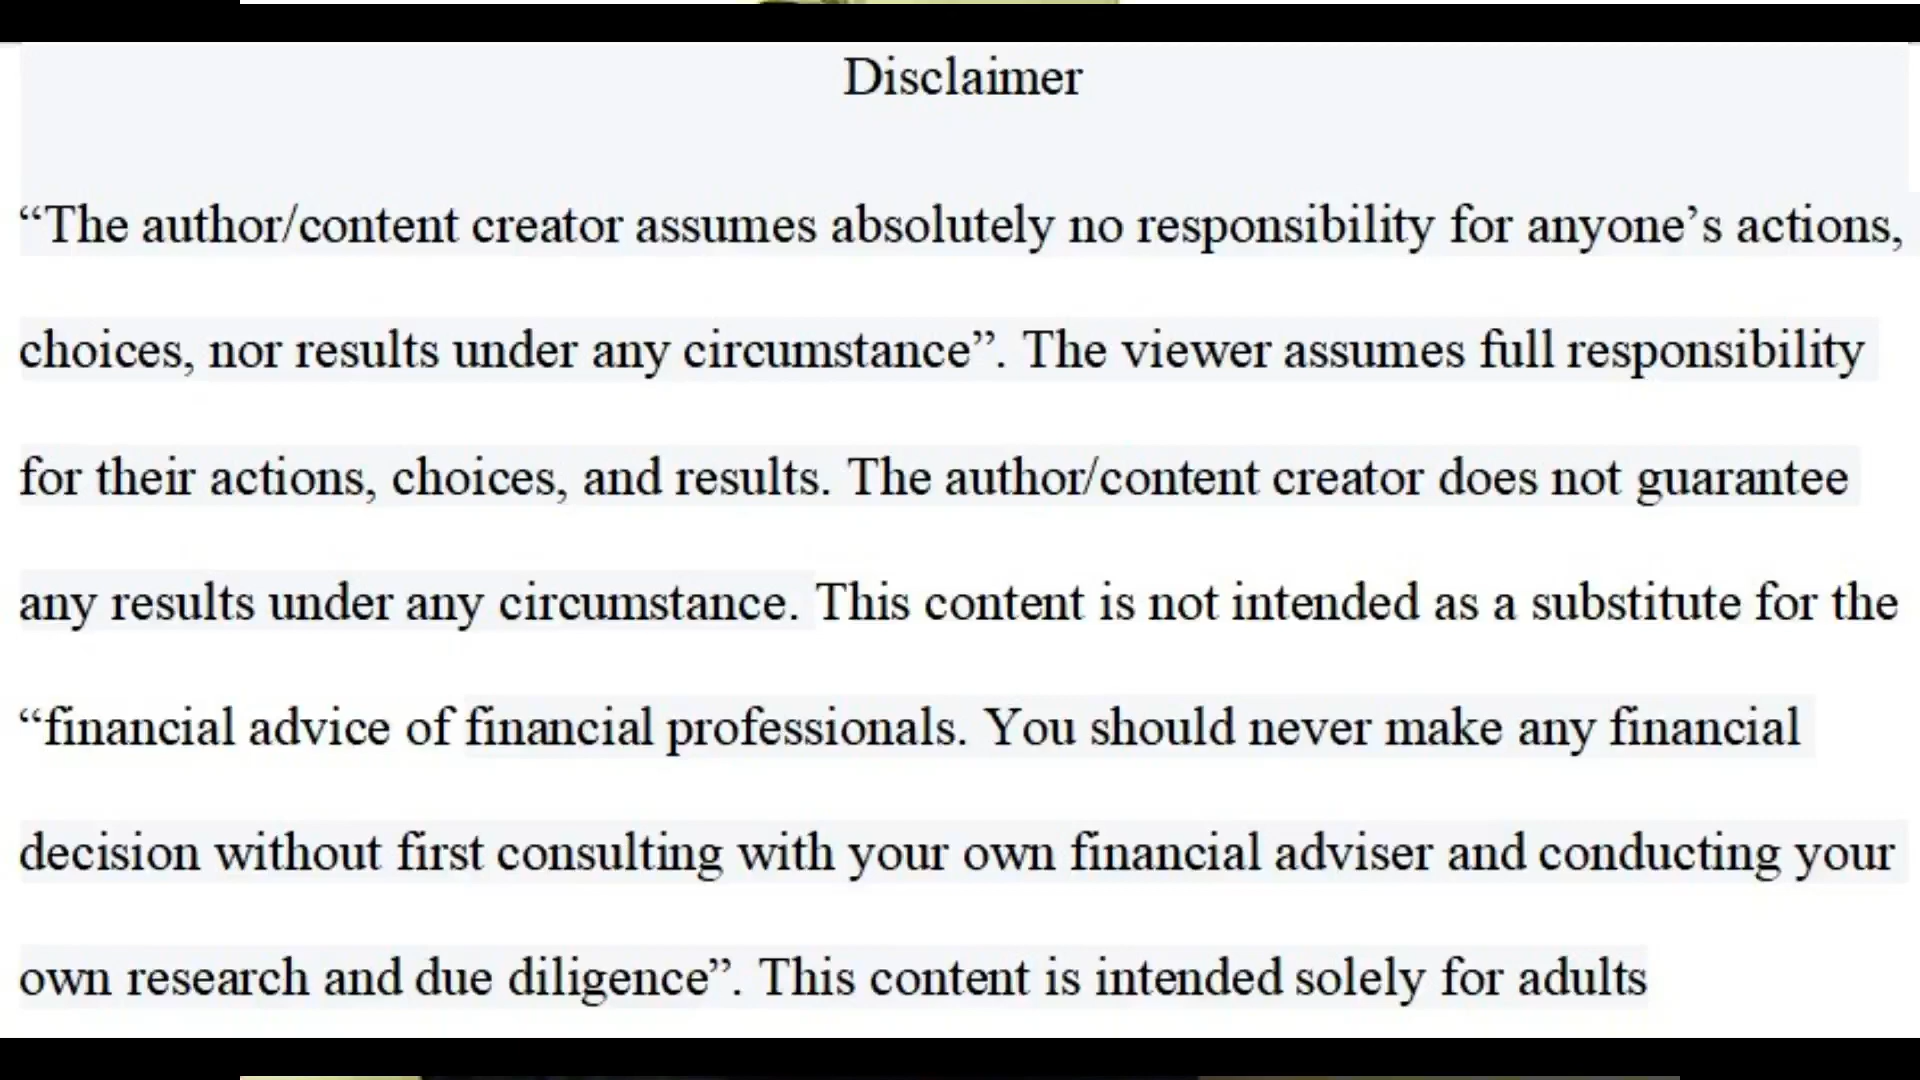 Disclaimer
“The author/content creator assumes absolutely no responsibility for anyone’s actions,
choices, nor results under any circumstance”. The viewer assumes full responsibility
for their actions, choices, and results. The author/content creator does not guarantee
any results under any circumstance. This content is not intended as a substitute for the
“financial advice of financial professionals. You should never make any financial
decision without first consulting with your own financial adviser and conducting your
own research and due diligence”. This content is intended solely for adults